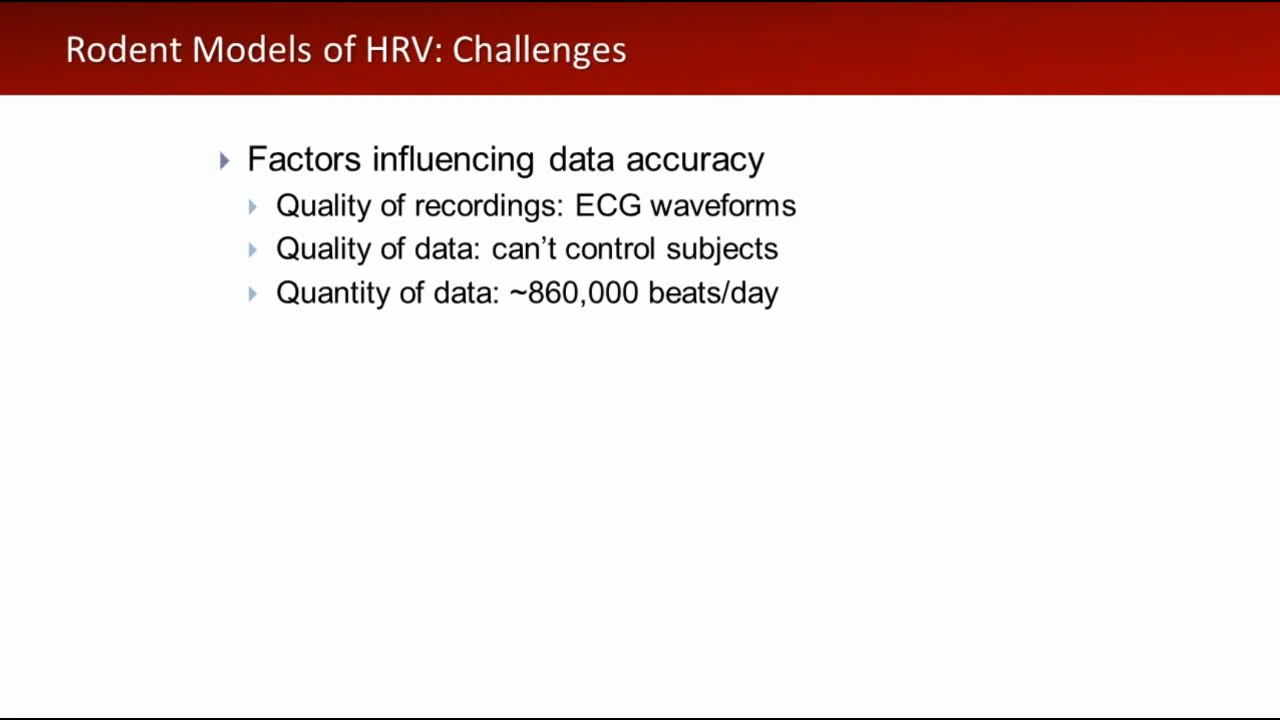 Rodent Models of HRV: Challenges
Factors influencing data accuracy
Quality of recordings: ECG waveforms
Quality of data: can’t control subjects
Quantity of data: ~860,000 beats/day